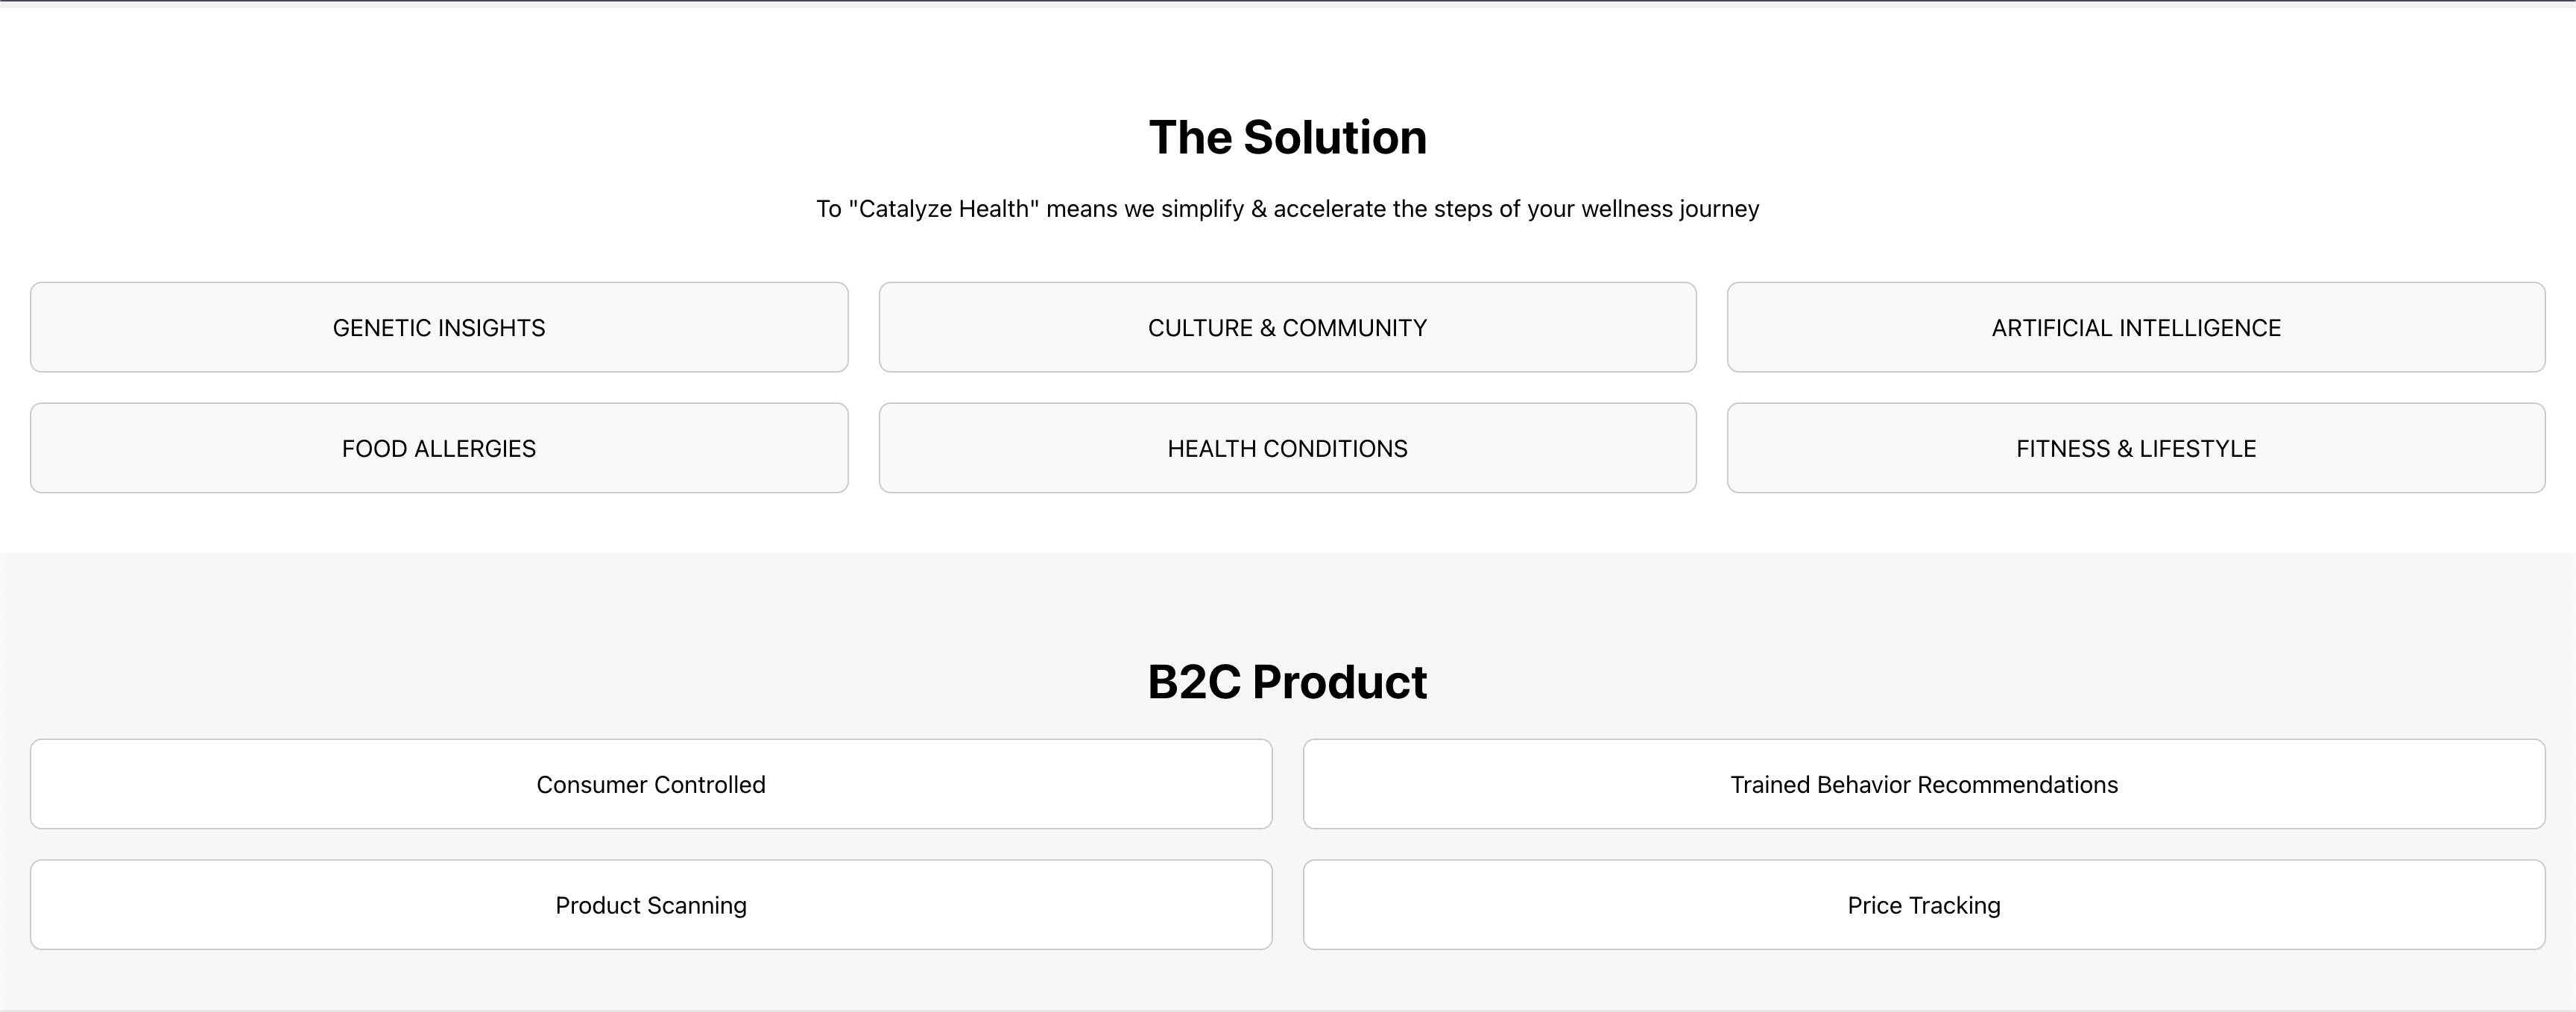 The Solution
To "Catalyze Health" means we simplify & accelerate the steps of your wellness journey
GENETIC INSIGHTS
CULTURE & COMMUNITY
ARTIFICIAL INTELLIGENCE
FOOD ALLERGIES
HEALTH CONDITIONS
FITNESS & LIFESTYLE
B2C Product
Consumer Controlled
Trained Behavior Recommendations
Product Scanning
Price Tracking